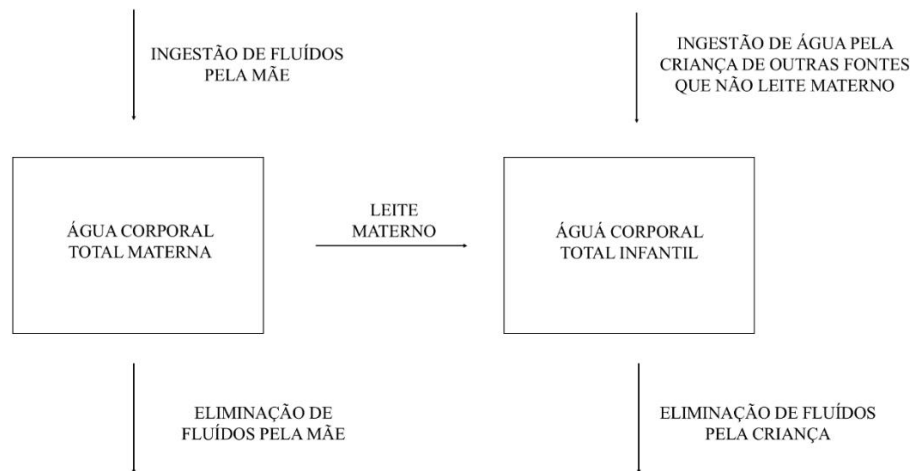 INGESTÃO DE FLUÍDOS
PELA MÃE
INGESTÃO DE ÁGUA PELA
CRIANÇA DE OUTRAS FONTES
QUE NÃO LEITE MATERNO
ÁGUA CORPORAL
TOTAL MATERNA
LEITE
MATERNO
ÁGUÁ CORPORAL
TOTAL INFANTIL
ELIMINAÇÃO DE
FLUÍDOS PELA MÃE
ELIMINAÇÃO DE FLUÍDOS
PELA CRIANÇA